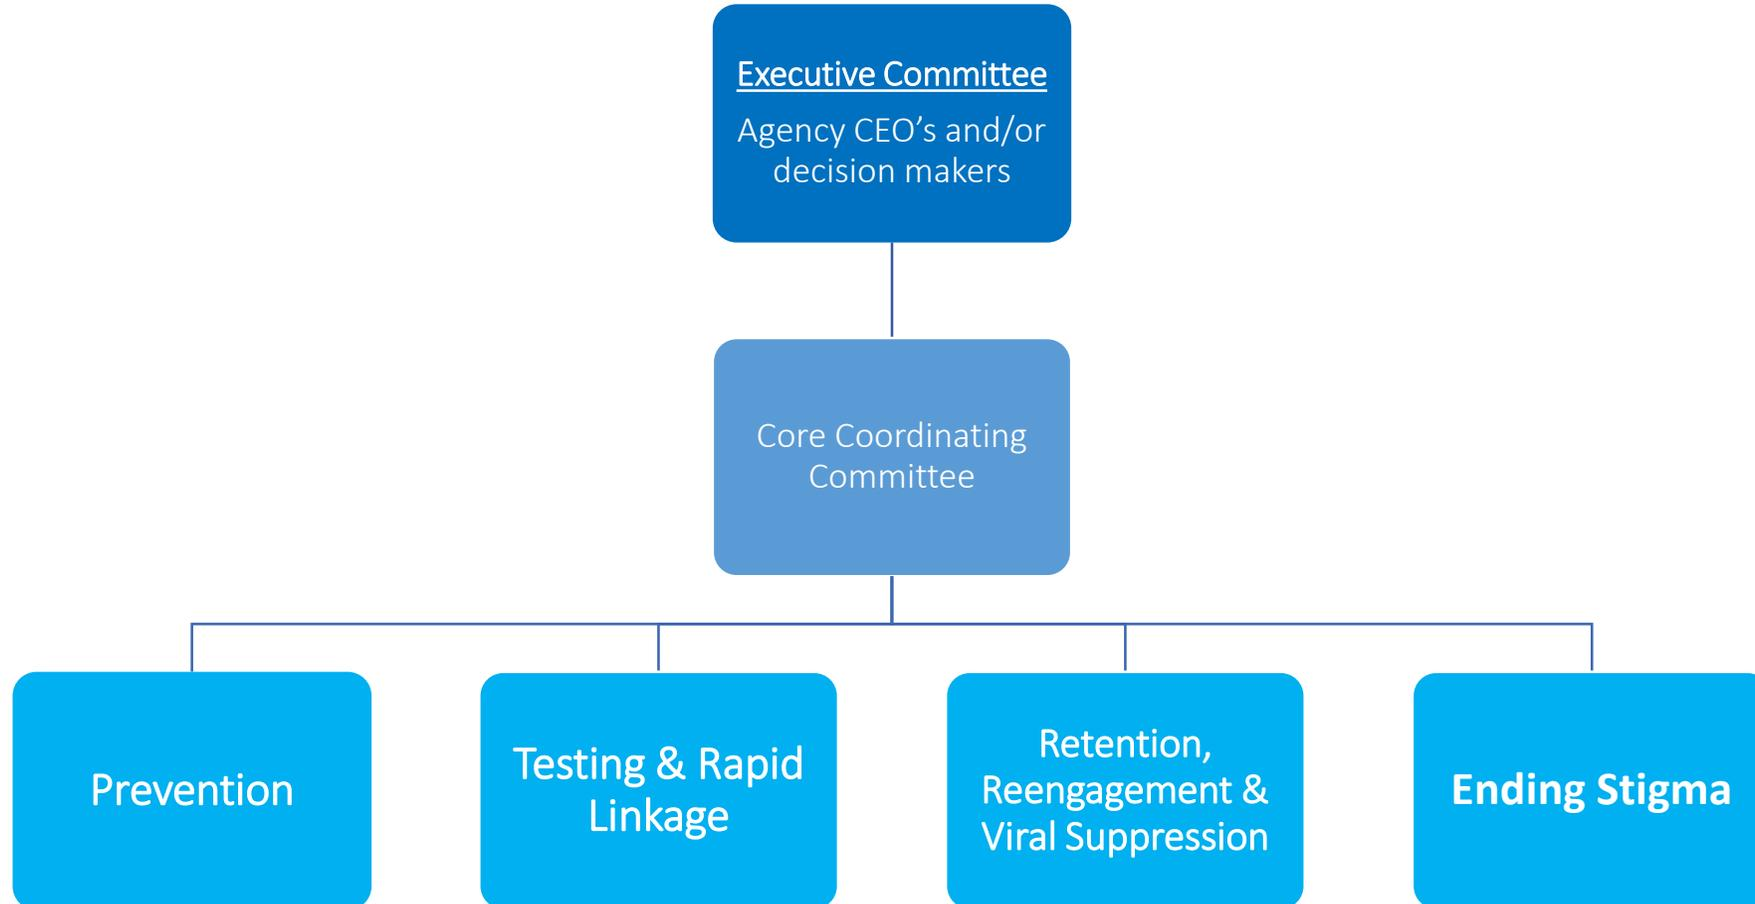 Executive Committee
Agency CEO’s and/or
decision makers
Core Coordinating
Committee
Prevention
Testing & Rapid
Linkage
Retention,
Reengagement &
Viral Suppression
Ending Stigma